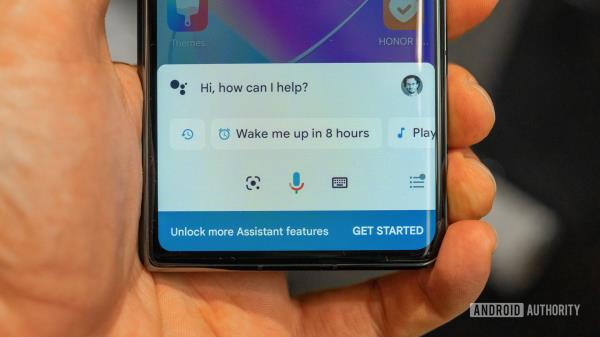 Themes
HONOR
Hi, how can I help?
Wake me up in 8 hours
Play
Unlock more Assistant features
GET STARTED
ANDROID AUTHORITY